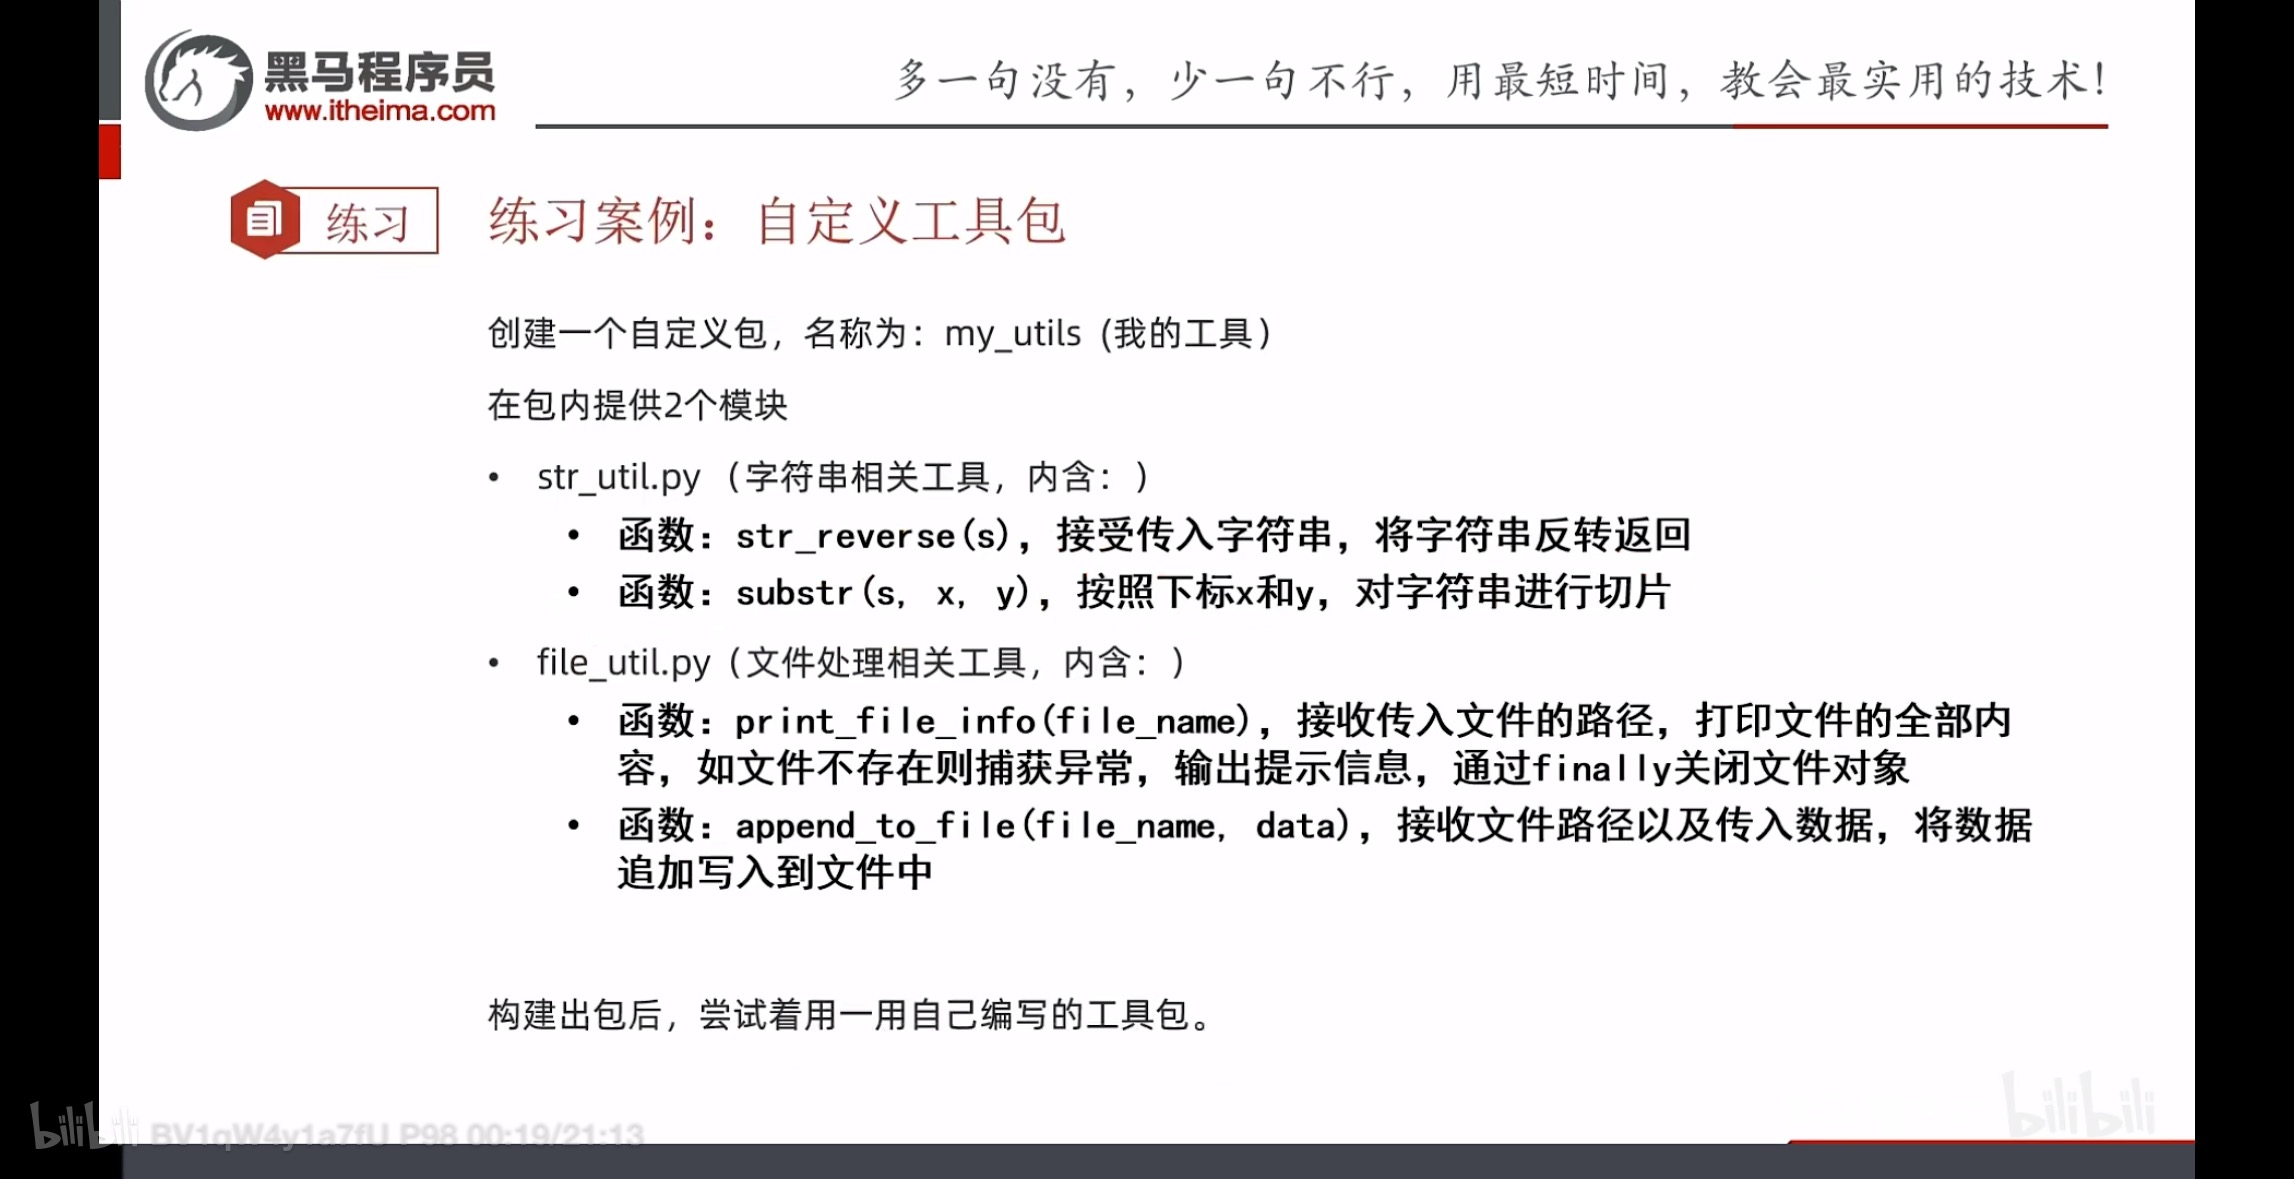 黑马程序员
www.itheima.com
多一句没有，少一句不行，用最短时间，教会最实用的技术！
练习
练习案例：自定义工具包
创建一个自定义包，名称为：my_utils (我的工具）
在包内提供2个模块
• str_util.py （字符串相关工具，内含：）
• 函数：str_reverse(s)，接受传入字符串，将字符串反转返回
• 函数：substr(s, x, y)，按照下标x和y，对字符串进行切片
• file_util.py（文件处理相关工具，内含：）
• 函数：print_file_info(file_name)，接收传入文件的路径，打印文件的全部内
容，如文件不存在则捕获异常，输出提示信息，通过finally关闭文件对象
• 函数：append_to_file(file_name, data)，接收文件路径以及传入数据，将数据
追加写入到文件中
构建出包后，尝试着用一用自己编写的工具包。
bilibili
bilibili BV1qW4y1a7fU P98 00:19/21:13